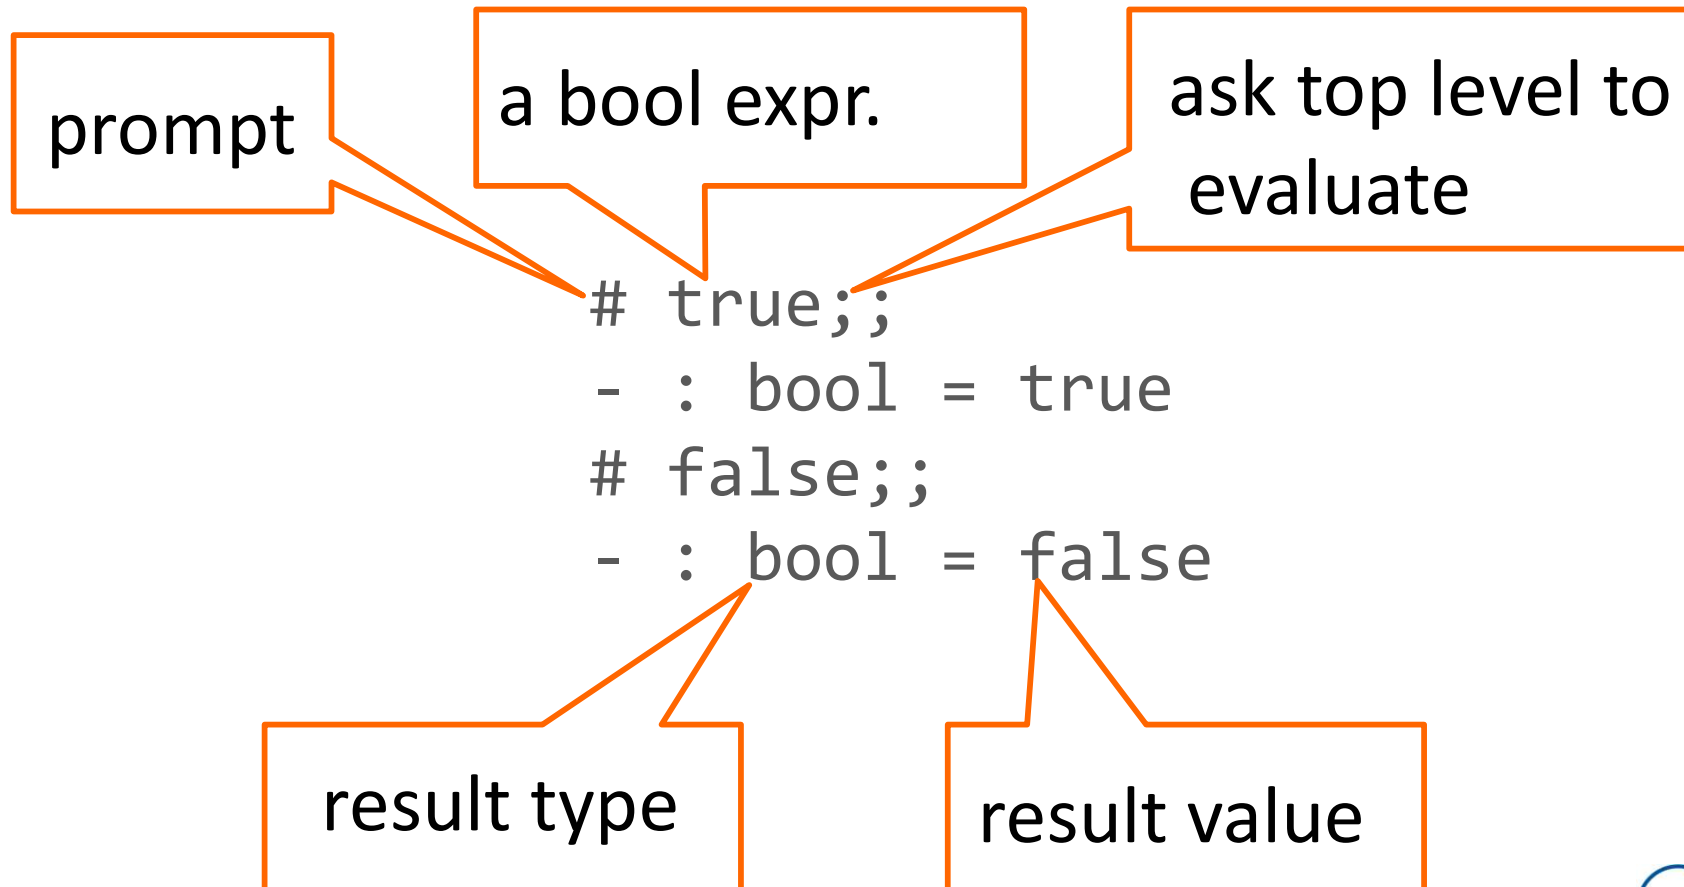 prompt
a bool expr.
ask top level to
evaluate
# true;;
- : bool = true
# false;;
- : bool = false
result type
result value